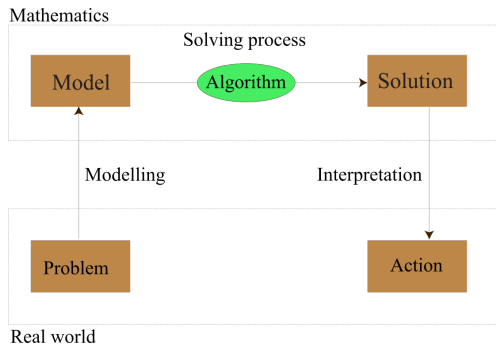 Mathematics
Solving process
Model
Algorithm
Solution
Modelling
Interpretation
Problem
Action
Real world